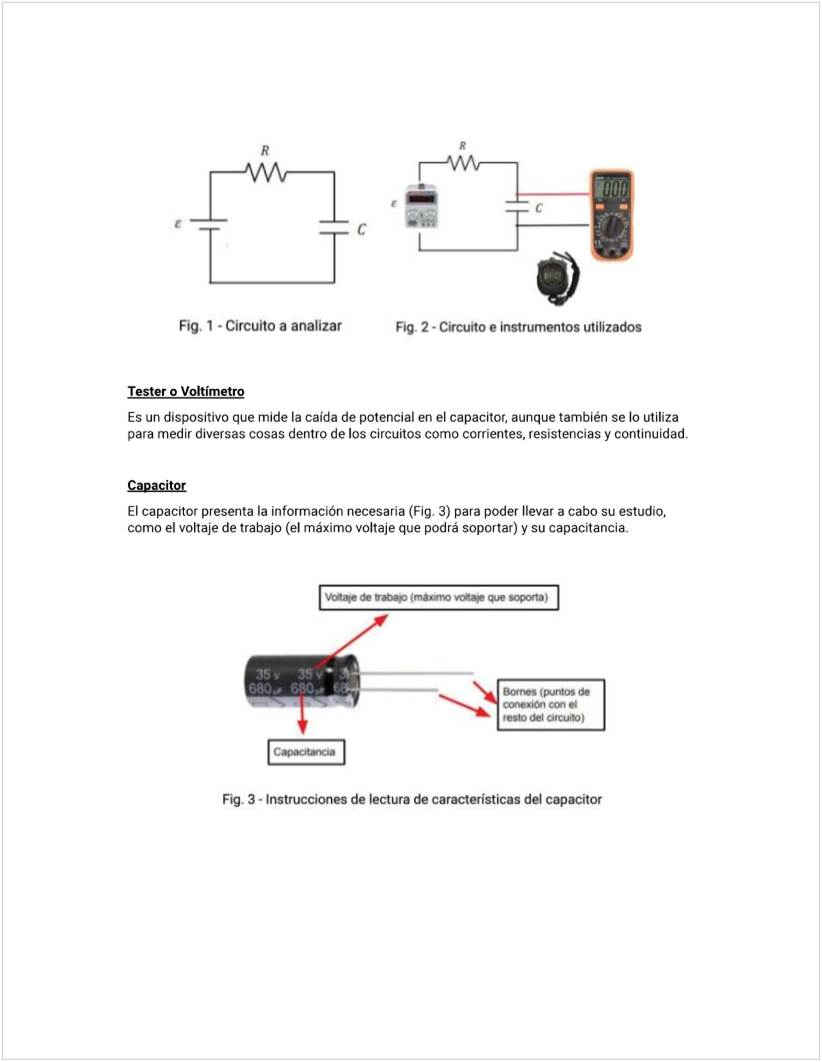 R
ε
C
R
ε
C
000
Fig. 1 - Circuito a analizar
Fig. 2 - Circuito e instrumentos utilizados
Tester o Voltímetro
Es un dispositivo que mide la caída de potencial en el capacitor, aunque también se lo utiliza
para medir diversas cosas dentro de los circuitos como corrientes, resistencias y continuidad.
Capacitor
El capacitor presenta la información necesaria (Fig. 3) para poder llevar a cabo su estudio,
como el voltaje de trabajo (el máximo voltaje que podrá soportar) y su capacitancia.
Voltaje de trabajo (máximo voltaje que soporta)
35 v 35 v 3
680 µF 680 µF 68
Bornes (puntos de
conexión con el
resto del circuito)
Capacitancia
Fig. 3 - Instrucciones de lectura de características del capacitor